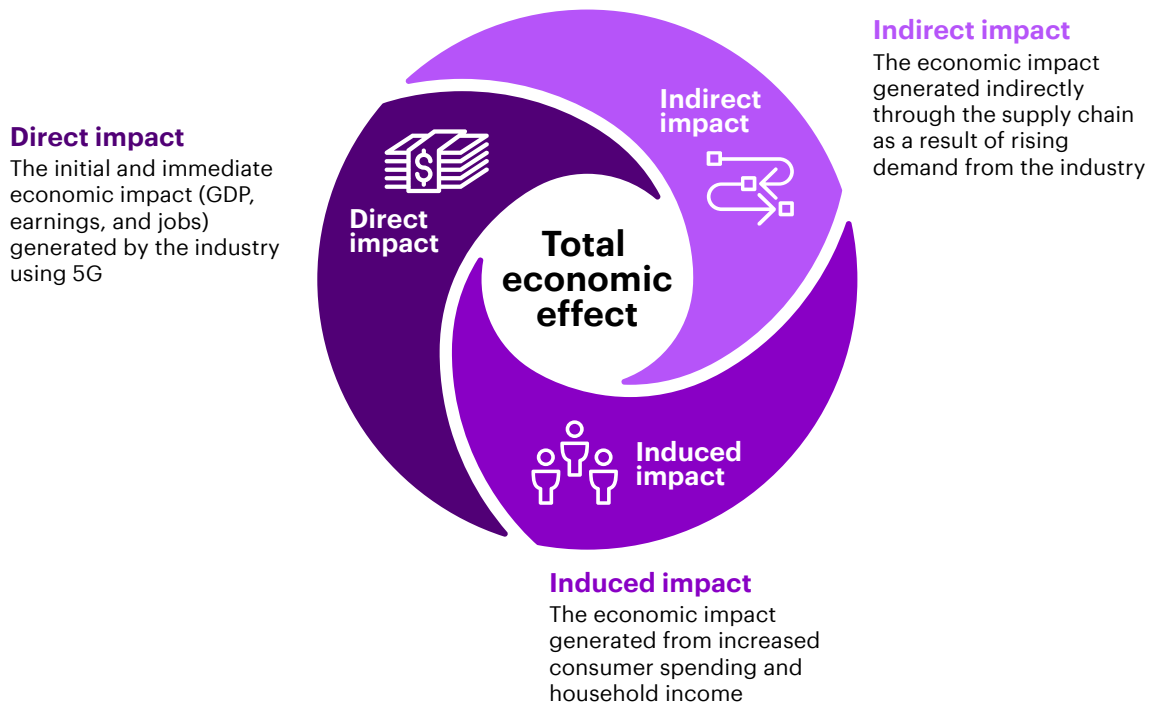 Direct impact
The initial and immediate
economic impact (GDP,
earnings, and jobs)
generated by the industry
using 5G
$
Direct
impact
Indirect
impact
Indirect impact
The economic impact
generated indirectly
through the supply chain
as a result of rising
demand from the industry
Total
economic
effect
Induced
impact
Induced impact
The economic impact
generated from increased
consumer spending and
household income